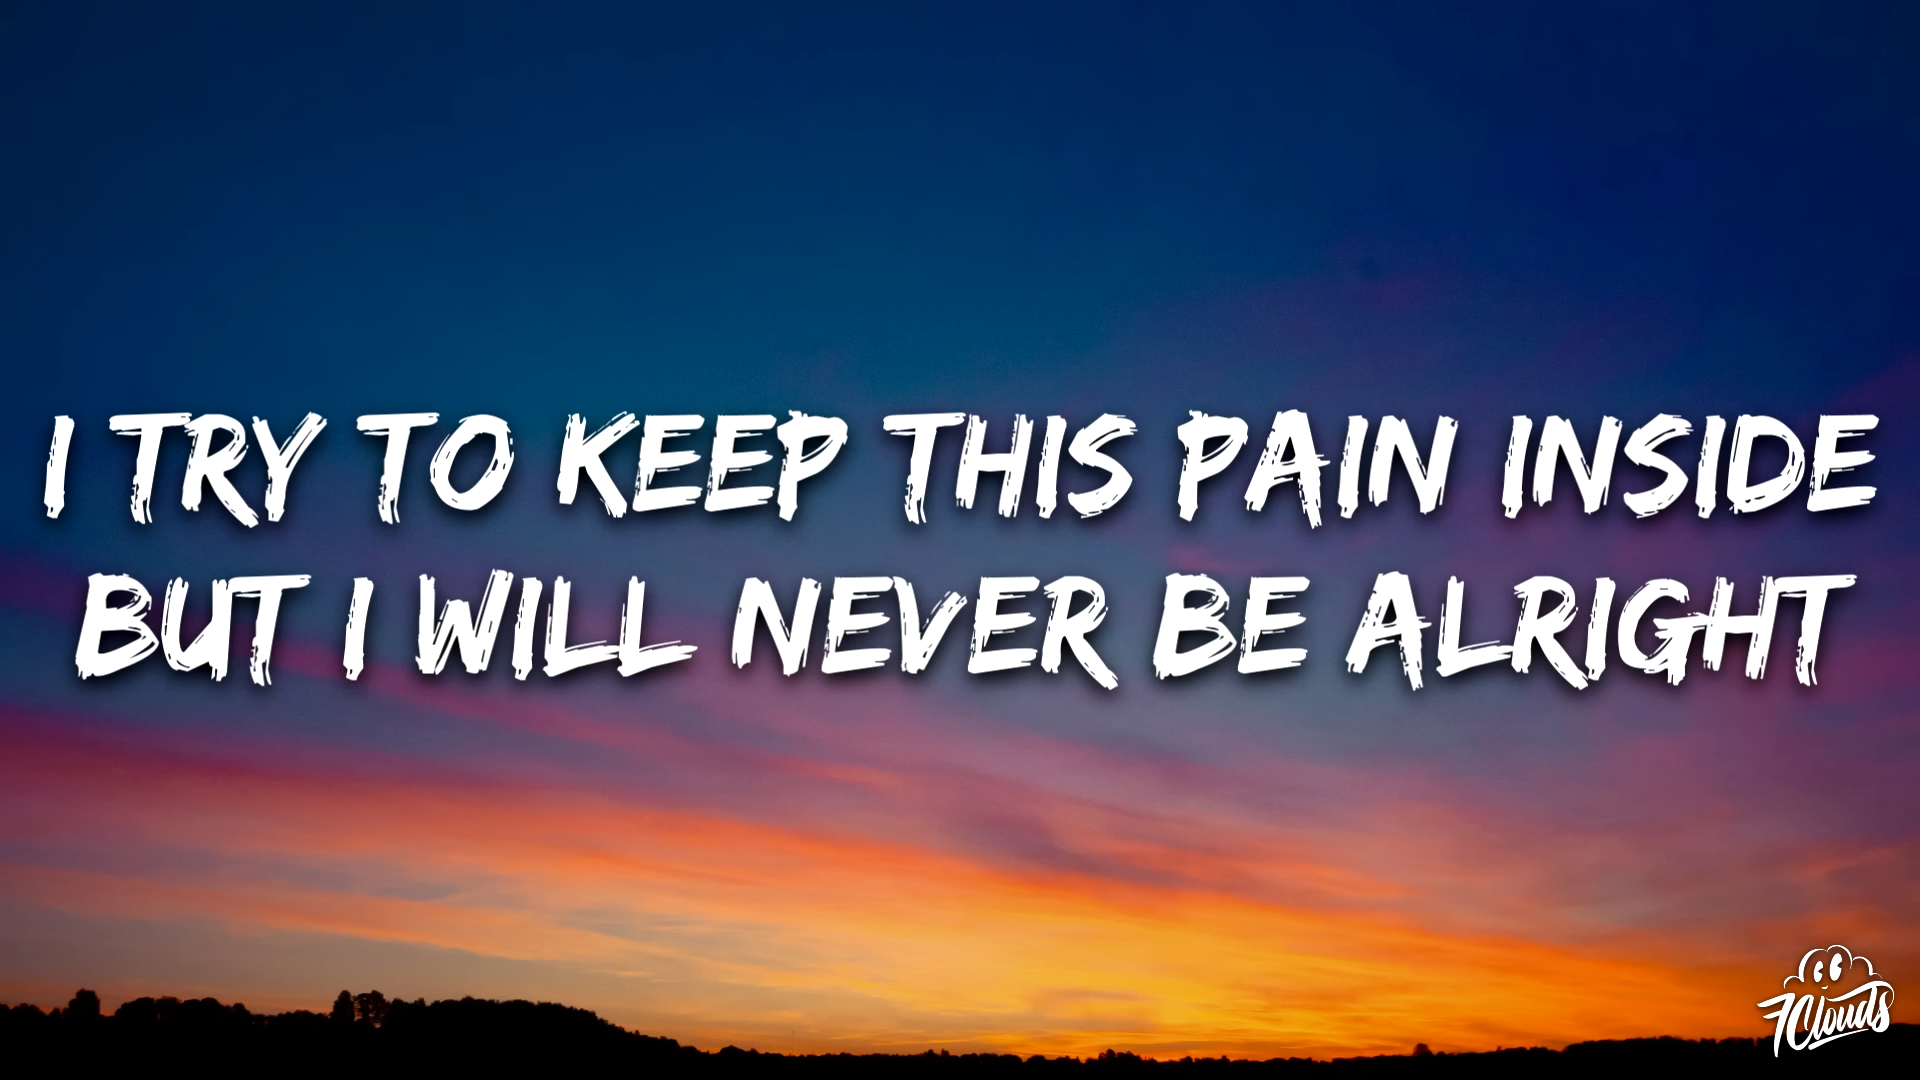 I TRY TO KEEP THIS PAIN INSIDE
BUT I WILL NEVER BE ALRIGHT
7Clouds